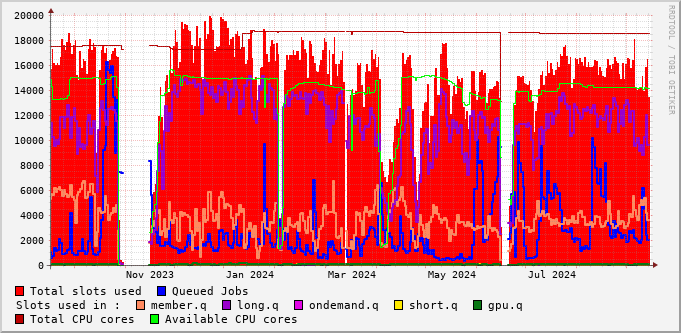 20000
18000
16000
14000
12000
10000
8000
6000
4000
2000
0
Nov 2023 Jan 2024 Mar 2024 May 2024 Jul 2024
RRDTOOL / TOBI OETIKER
Total slots used Queued Jobs
Slots used in : member.q long.q ondemand.q short.q gpu.q
Total CPU cores Available CPU cores